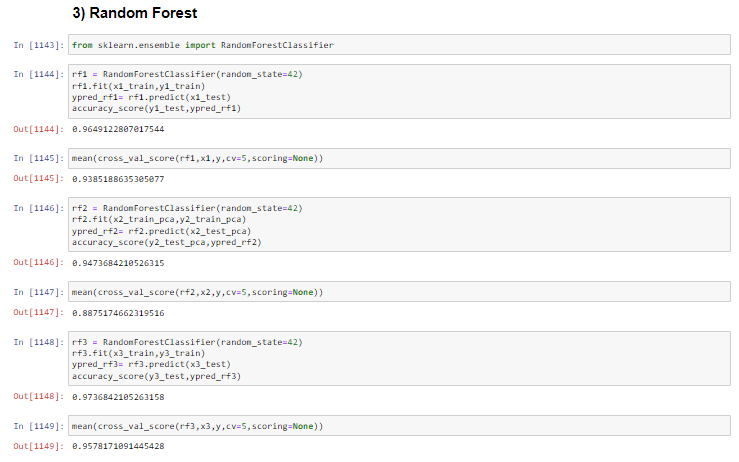 3) Random Forest
In [1143]: from sklearn.ensemble import RandomForestClassifier
In [1144]: rf1 = RandomForestClassifier(random_state=42)
rf1.fit(x1_train,y1_train)
ypred_rf1= rf1.predict(x1_test)
accuracy_score(y1_test,ypred_rf1)
Out[1144]: 0.9649122807017544
In [1145]: mean(cross_val_score(rf1,x1,y,cv=5,scoring=None))
Out[1145]: 0.9385188635305077
In [1146]: rf2 = RandomForestClassifier(random_state=42)
rf2.fit(x2_train_pca,y2_train_pca)
ypred_rf2= rf2.predict(x2_test_pca)
accuracy_score(y2_test_pca,ypred_rf2)
Out[1146]: 0.9473684210526315
In [1147]: mean(cross_val_score(rf2,x2,y,cv=5,scoring=None))
Out[1147]: 0.8875174662319516
In [1148]: rf3 = RandomForestClassifier(random_state=42)
rf3.fit(x3_train,y3_train)
ypred_rf3= rf3.predict(x3_test)
accuracy_score(y3_test,ypred_rf3)
Out[1148]: 0.9736842105263158
In [1149]: mean(cross_val_score(rf3,x3,y,cv=5,scoring=None))
Out[1149]: 0.9578171091445428